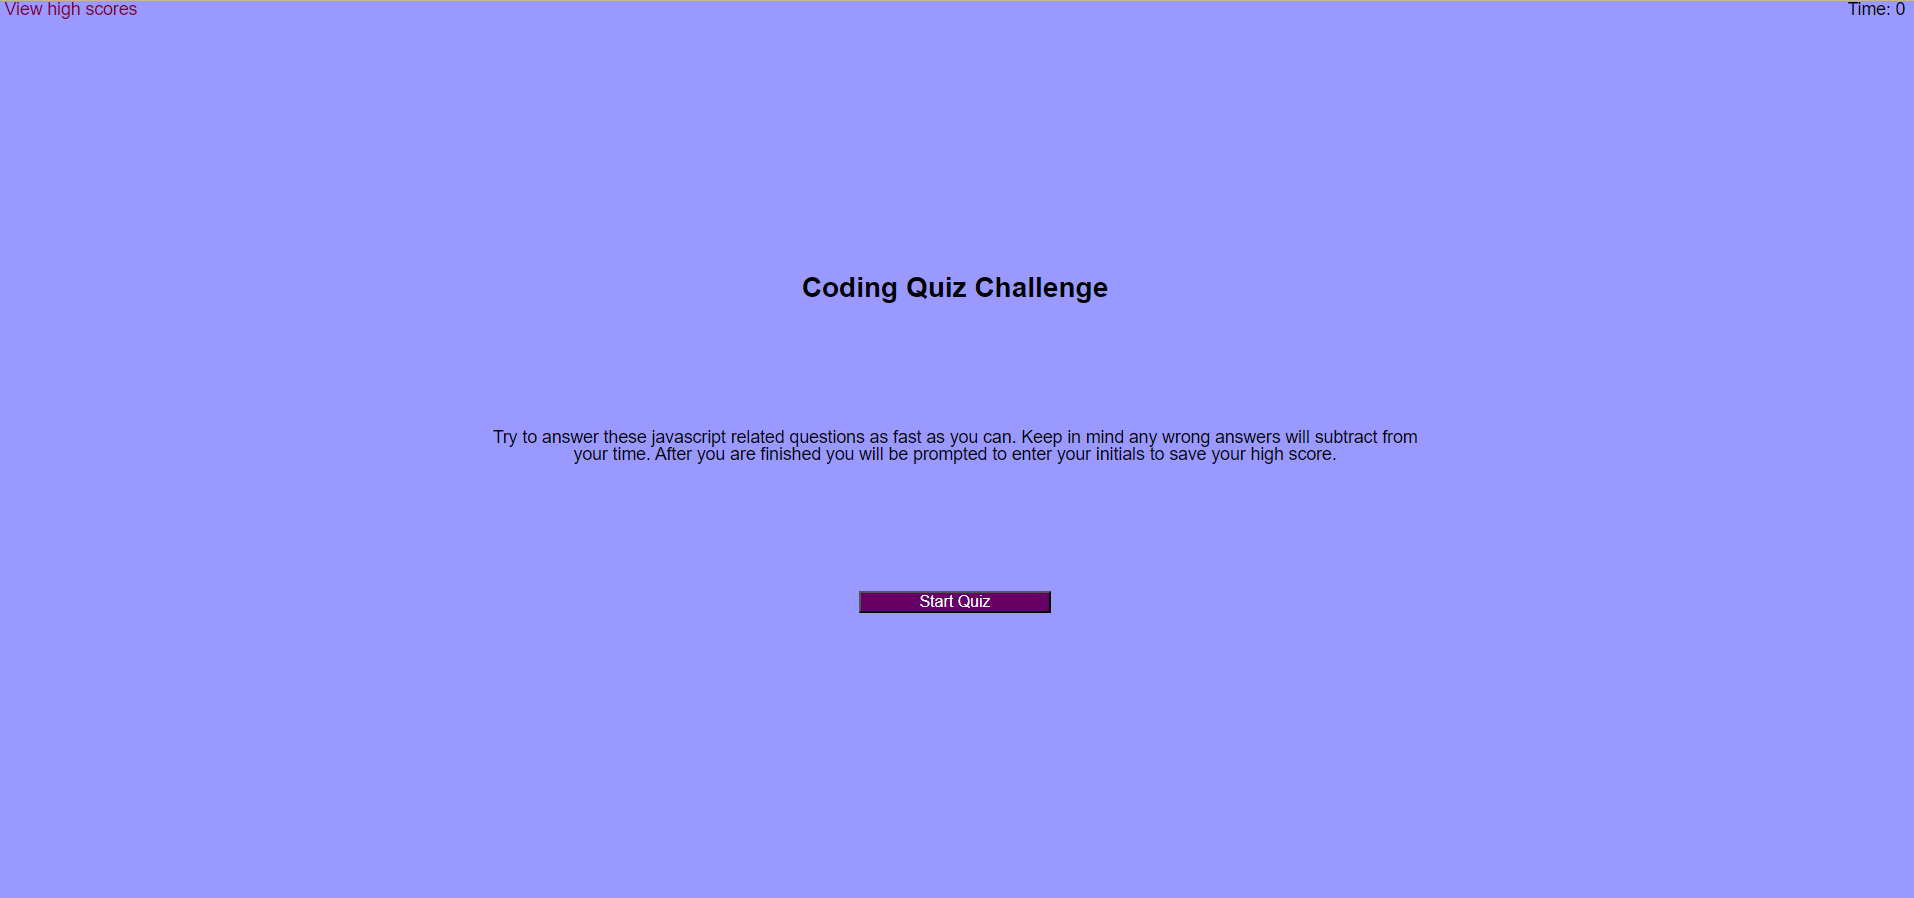 View high scores
Time: 0
Coding Quiz Challenge
Try to answer these javascript related questions as fast as you can. Keep in mind any wrong answers will subtract from
your time. After you are finished you will be prompted to enter your initials to save your high score.
Start Quiz